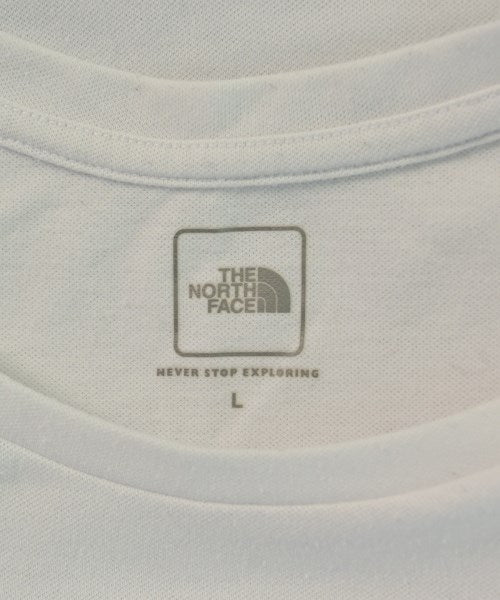 THE
NORTH
FACE
NEVER STOP EXPLORING
L